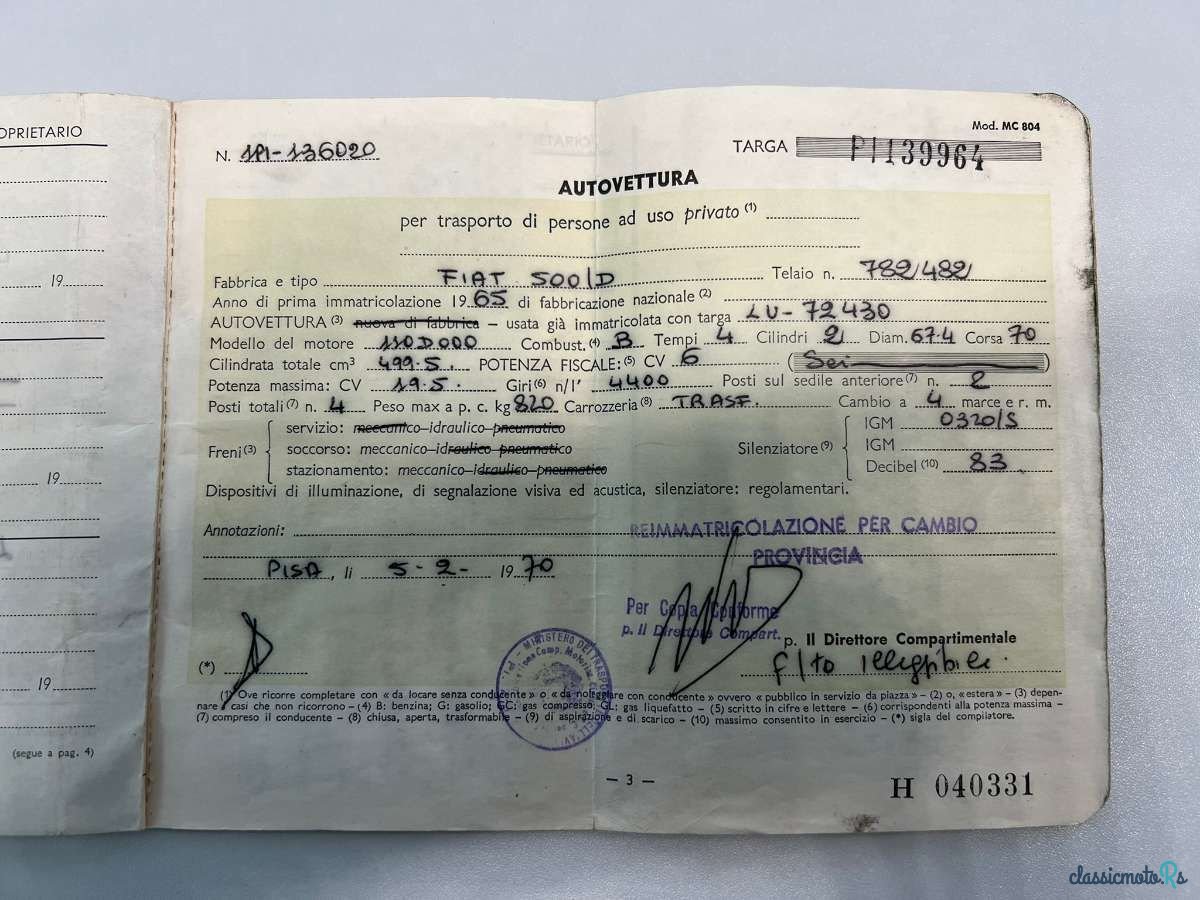 OPRIETARIO
19
19
19
(segue a pag. 4)
Mod. MC 804
N. 1PI-136020
TARGA PI139964
AUTOVETTURA
per trasporto di persone ad uso privato (1)
Fabbrica e tipo FIAT 500/D Telaio n. 782/482
Anno di prima immatricolazione 1965 di fabbricazione nazionale (2)
AUTOVETTURA (3) nuova di fabbrica – usata già immatricolata con targa LU-72430
Modello del motore 110D000 Combust. (4) B Tempi 4 Cilindri 2 Diam. 67.4 Corsa 70
Cilindrata totale cm3 499.5. POTENZA FISCALE: (5) CV 6 (Sei)
Potenza massima: CV 19.5. Giri (6) n/1' 4400 Posti sul sedile anteriore (7) n. 2
Posti totali (7) n. 4 Peso max a p. c. kg 820 Carrozzeria (8) TRASF. Cambio a 4 marce e r. m.
Freni (3)
servizio: meccanico-idraulico-pneumatico
soccorso: meccanico-idraulico-pneumatico
stazionamento: meccanico-idraulico-pneumatico
Silenziatore (9)
IGM 0320/S
IGM
Decibel (10) 83
Dispositivi di illuminazione, di segnalazione visiva ed acustica, silenziatore: regolamentari.
Annotazioni:
REIMMATRICOLAZIONE PER CAMBIO
PROVINCIA
PISA, li 5-2- 1970
Per Copia Conforme
p. Il Direttore Compart.
p. Il Direttore Compartimentale
f/to illeggibile.
(*)
MINISTERO DEI TRASPORTI
(1) Ove ricorre completare con « da locare senza conducente » o « da noleggiare con conducente » ovvero « pubblico in servizio da piazza » – (2) o, « estera » – (3) depen-
nare i casi che non ricorrono – (4) B: benzina; G: gasolio; GC: gas compresso; GL: gas liquefatto – (5) scritto in cifre e lettere – (6) corrispondenti alla potenza massima –
(7) compreso il conducente – (8) chiusa, aperta, trasformabile – (9) di aspirazione e di scarico – (10) massimo consentito in esercizio – (*) sigla del compilatore.
– 3 –
H 040331
classicmoto.Rs